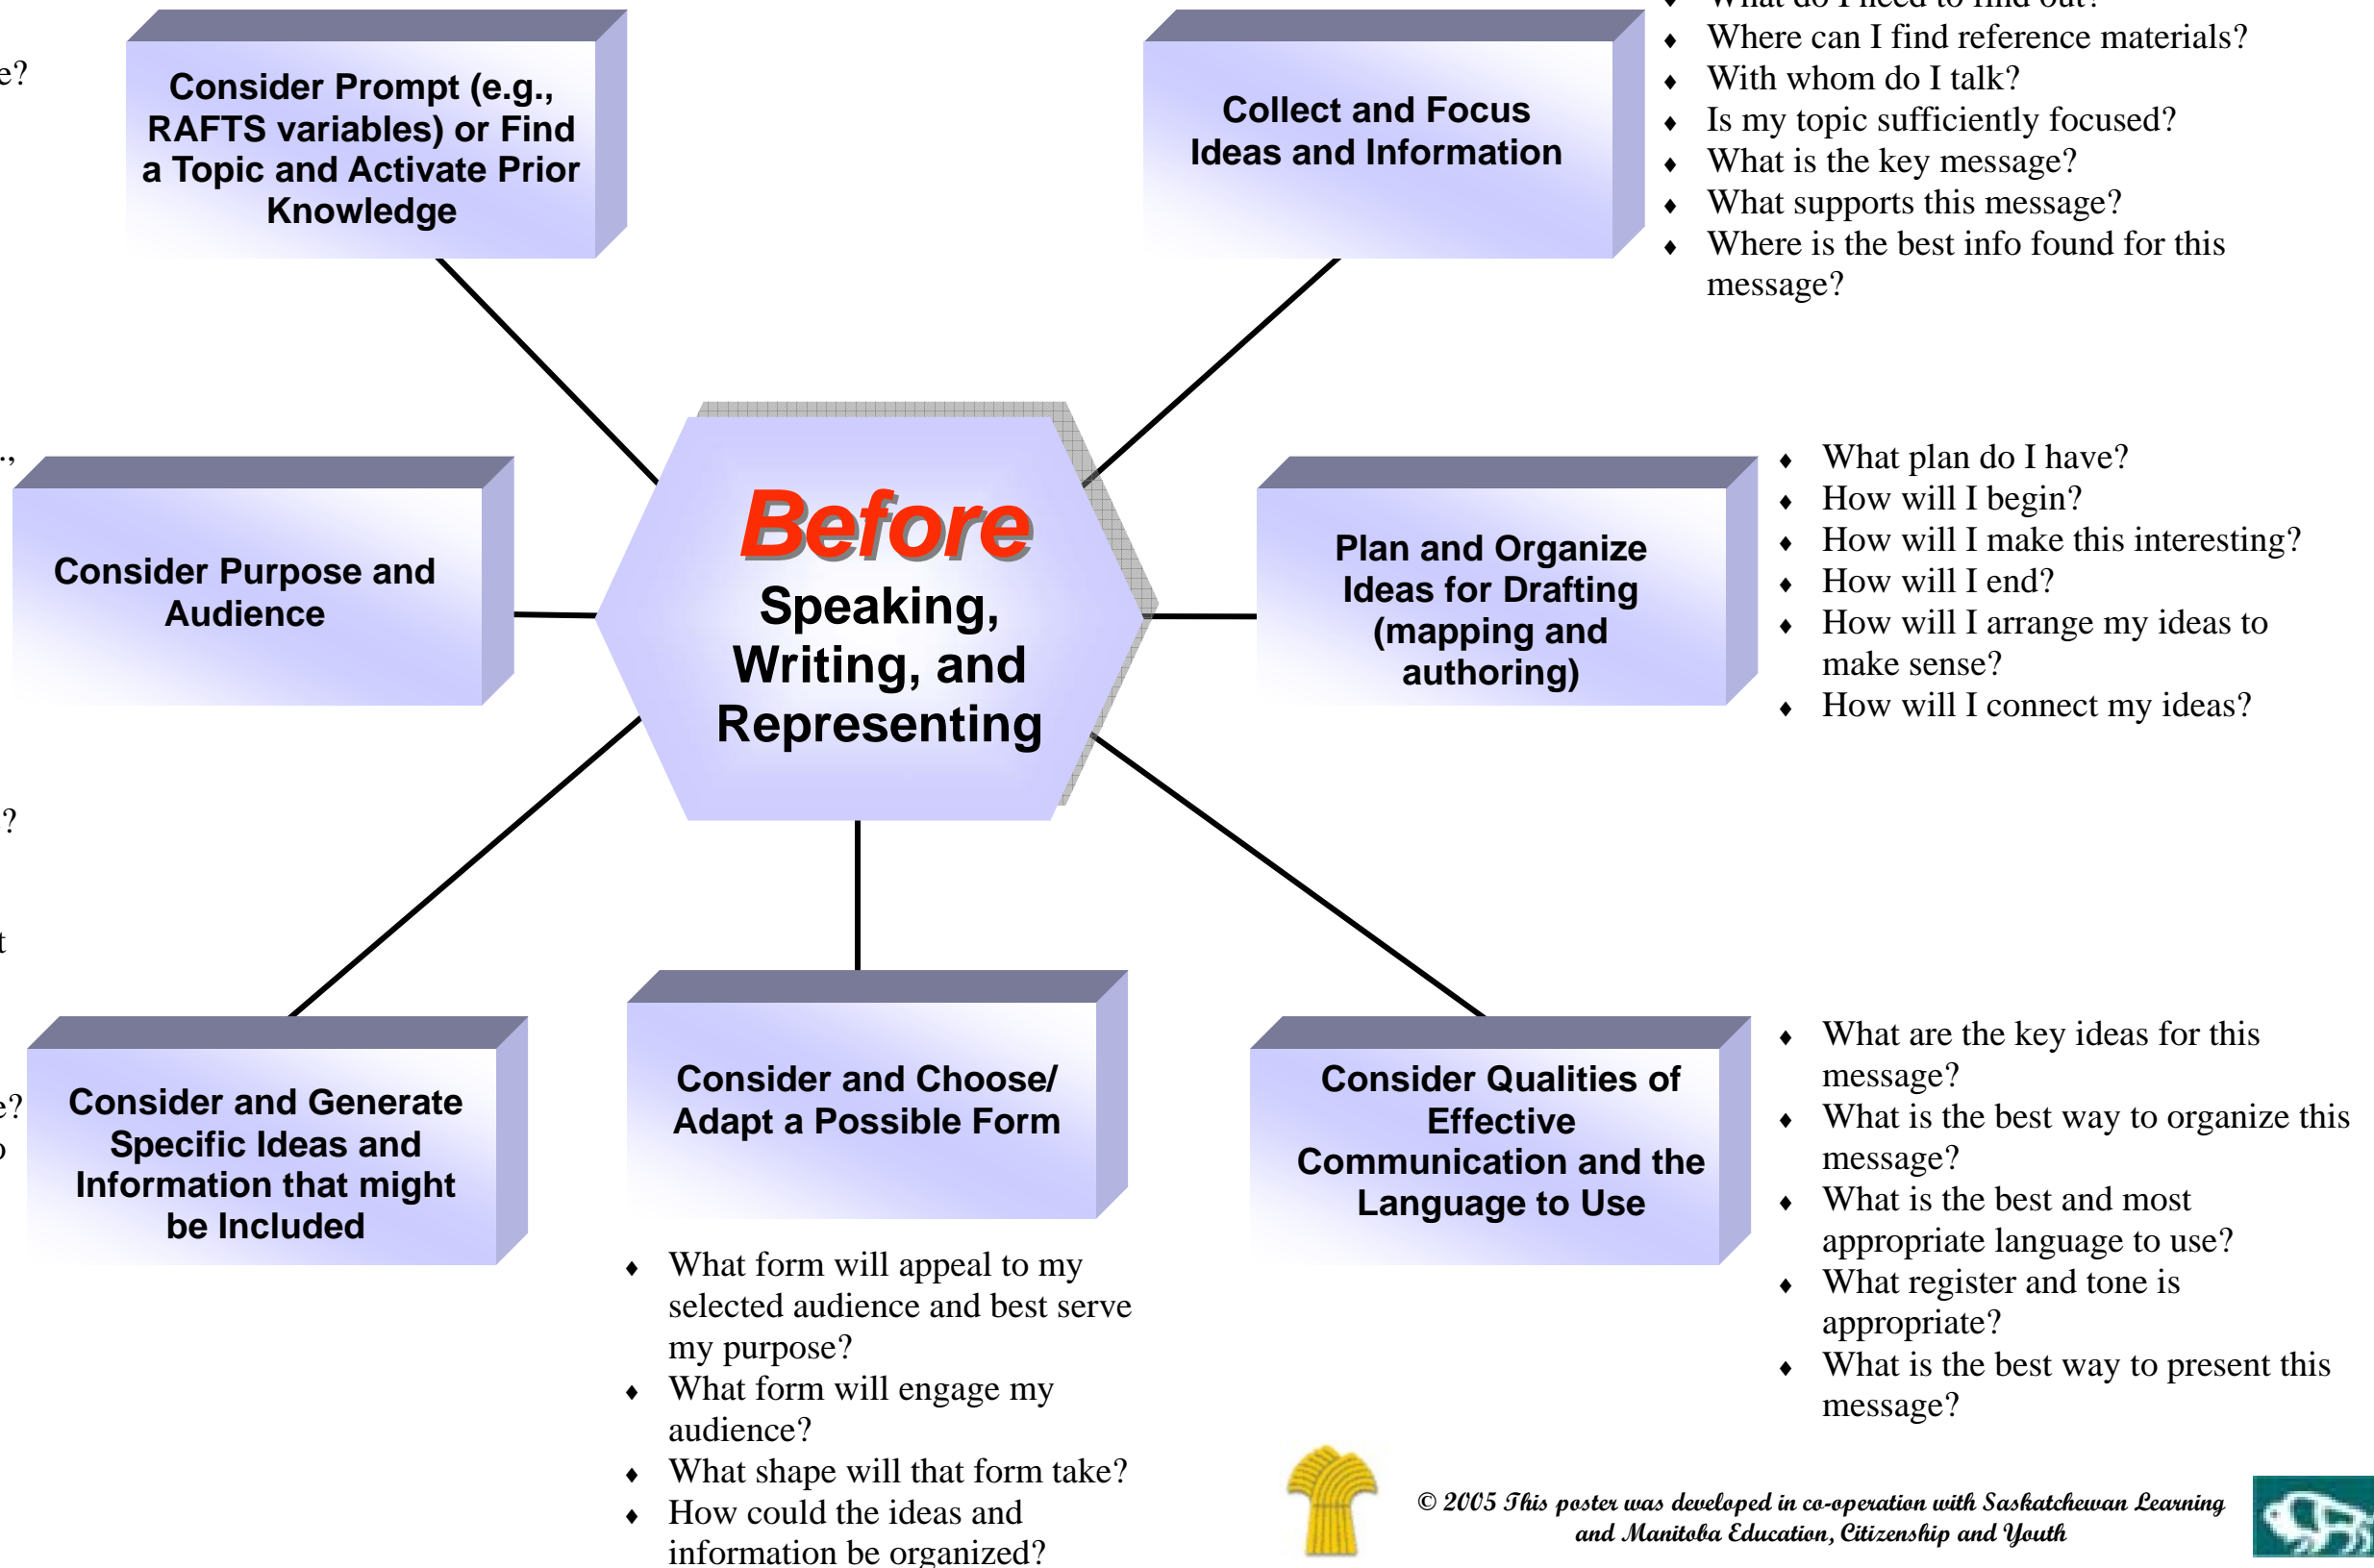 Consider Prompt (e.g.,
RAFTS variables) or Find
a Topic and Activate Prior
Knowledge
Collect and Focus
Ideas and Information
What do I need to find out?
♦ Where can I find reference materials?
♦ With whom do I talk?
♦ Is my topic sufficiently focused?
♦ What is the key message?
♦ What supports this message?
♦ Where is the best info found for this
message?
Consider Purpose and
Audience
Before
Speaking,
Writing, and
Representing
Plan and Organize
Ideas for Drafting
(mapping and
authoring)
♦ What plan do I have?
♦ How will I begin?
♦ How will I make this interesting?
♦ How will I end?
♦ How will I arrange my ideas to
make sense?
♦ How will I connect my ideas?
Consider and Generate
Specific Ideas and
Information that might
be Included
Consider and Choose/
Adapt a Possible Form
♦ What form will appeal to my
selected audience and best serve
my purpose?
♦ What form will engage my
audience?
♦ What shape will that form take?
♦ How could the ideas and
information be organized?
Consider Qualities of
Effective
Communication and the
Language to Use
♦ What are the key ideas for this
message?
♦ What is the best way to organize this
message?
♦ What is the best and most
appropriate language to use?
♦ What register and tone is
appropriate?
♦ What is the best way to present this
message?
© 2005 This poster was developed in co-operation with Saskatchewan Learning
and Manitoba Education, Citizenship and Youth